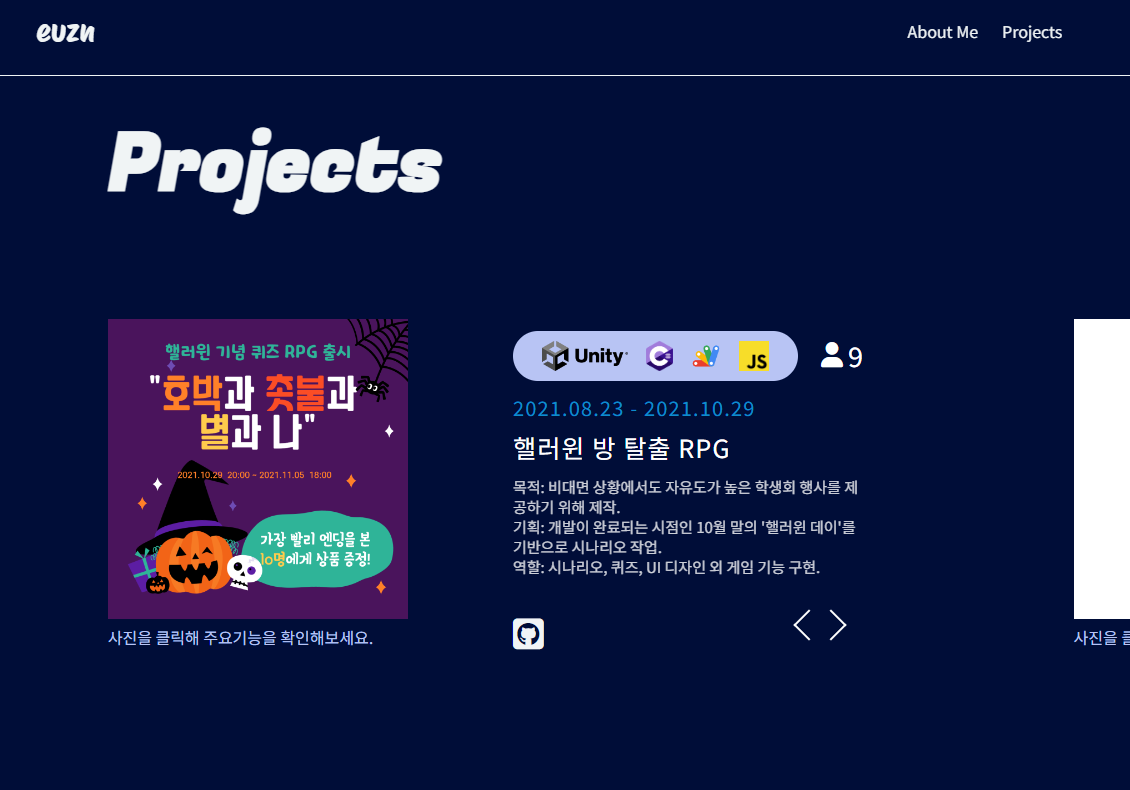 euzn
About Me
Projects
Projects
핼러윈 기념 퀴즈 RPG 출시
"호박과 촛불과
별과 나"
2021.10.29 20:00 ~ 2021.11.05 18:00
가장 빨리 엔딩을 본
10명에게 상품 증정!
사진을 클릭해 주요기능을 확인해보세요.
Unity
C#
JS
9
2021.08.23 - 2021.10.29
핼러윈 방 탈출 RPG
목적: 비대면 상황에서도 자유도가 높은 학생회 행사를 제
공하기 위해 제작.
기획: 개발이 완료되는 시점인 10월 말의 '핼러윈 데이'를
기반으로 시나리오 작업.
역할: 시나리오, 퀴즈, UI 디자인 외 게임 기능 구현.
사진을